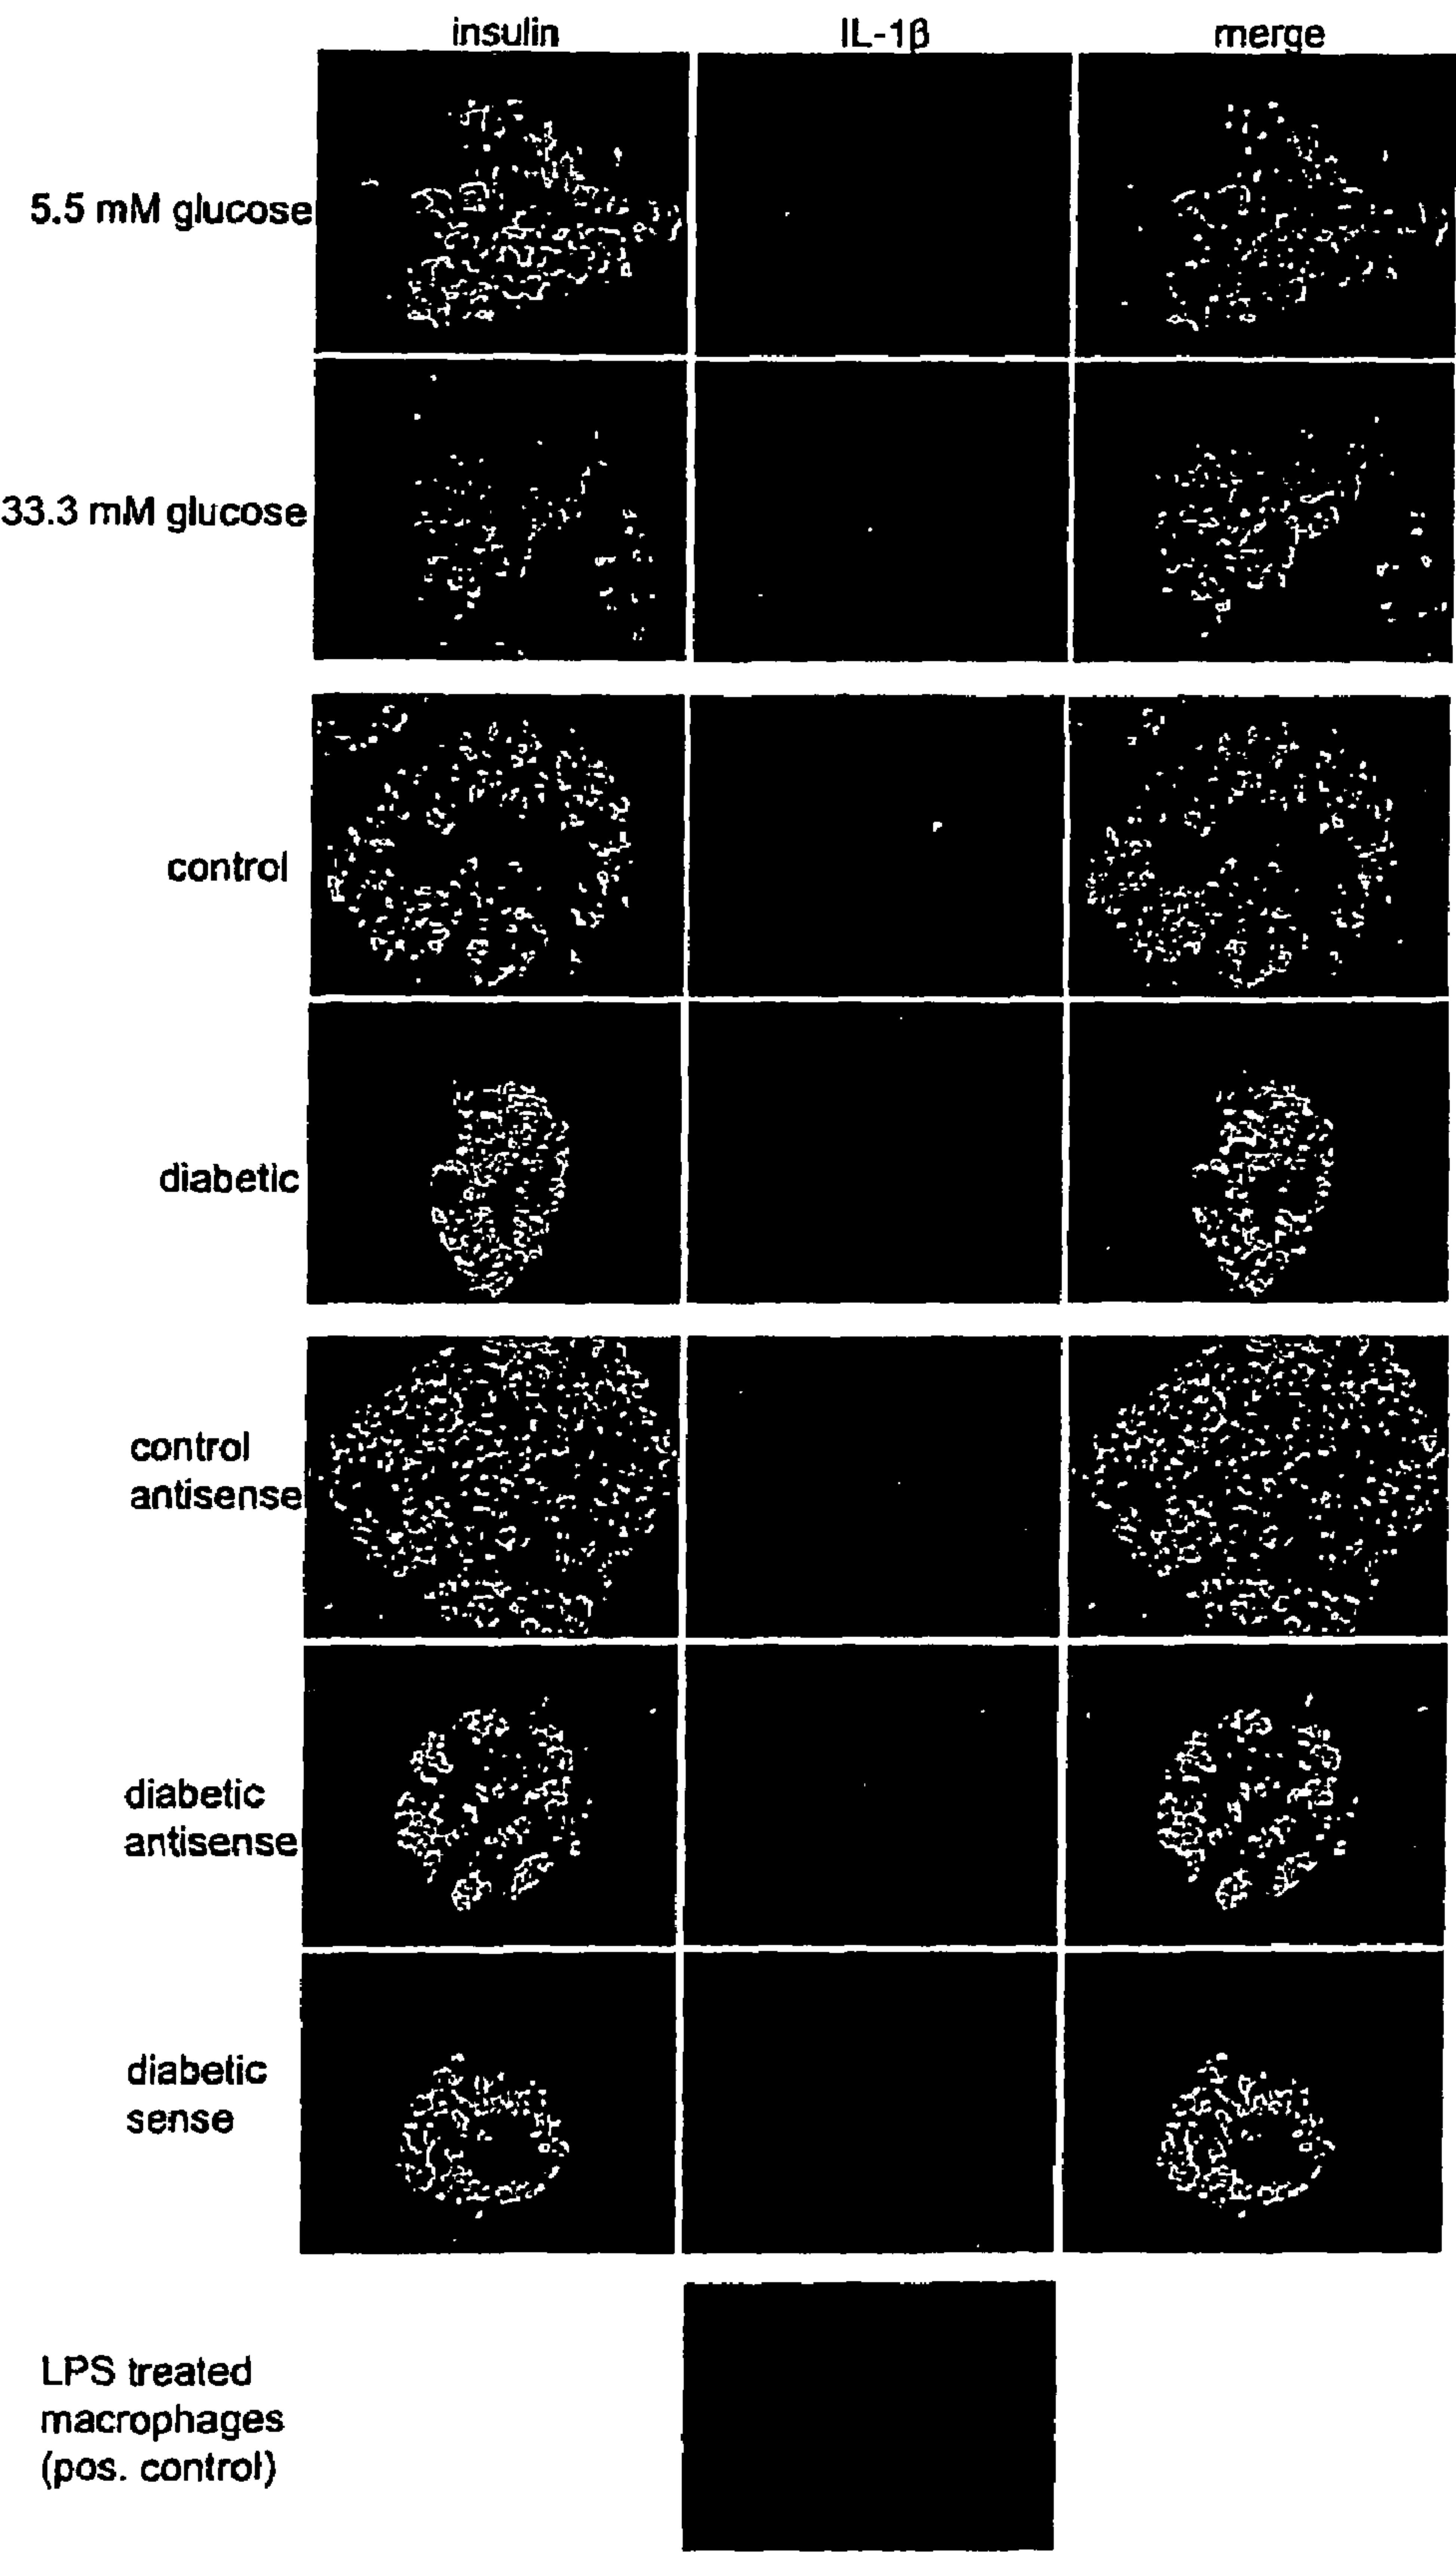 insulin IL-1β merge
5.5 mM glucose
33.3 mM glucose
control
diabetic
control
antisense
diabetic
antisense
diabetic
sense
LPS treated
macrophages
(pos. control)